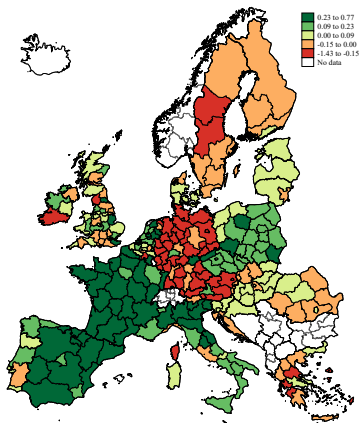 0.23 to 0.77
0.09 to 0.23
0.00 to 0.09
-0.15 to 0.00
-1.43 to -0.15
No data